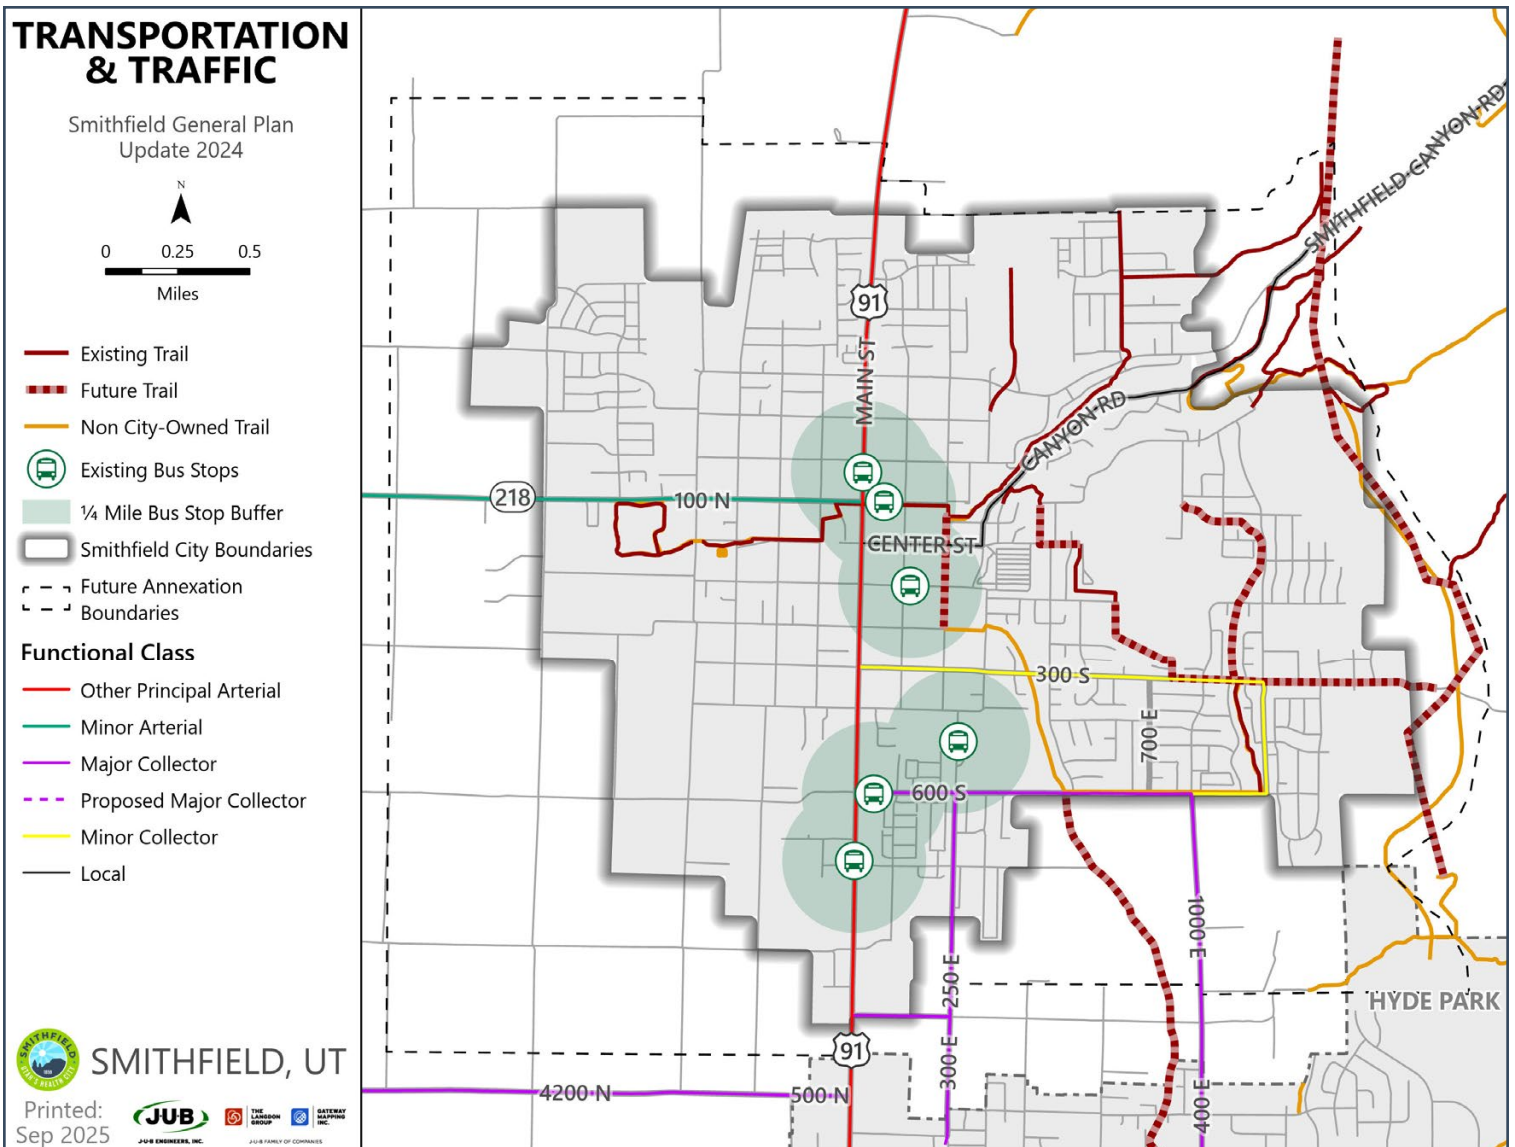 TRANSPORTATION
& TRAFFIC
Smithfield General Plan
Update 2024
N
0 0.25 0.5
Miles
Existing Trail
Future Trail
Non City-Owned Trail
Existing Bus Stops
¼ Mile Bus Stop Buffer
Smithfield City Boundaries
Future Annexation
Boundaries
Functional Class
Other Principal Arterial
Minor Arterial
Major Collector
Proposed Major Collector
Minor Collector
Local
SMITHFIELD
UTAH'S HEALTH CITY
SMITHFIELD, UT
Printed:
Sep 2025
J-U-B
J-U-B ENGINEERS, INC.
THE
LANGDON
GROUP
GATEWAY
MAPPING
INC.
J-U-B FAMILY OF COMPANIES
SMITHFIELD CANYON RD
91
MAIN ST
CANYON RD
218
100 N
CENTER ST
300 S
700 E
600 S
1000 E
250 E
HYDE PARK
91
300 E
4200 N
500 N
400 E